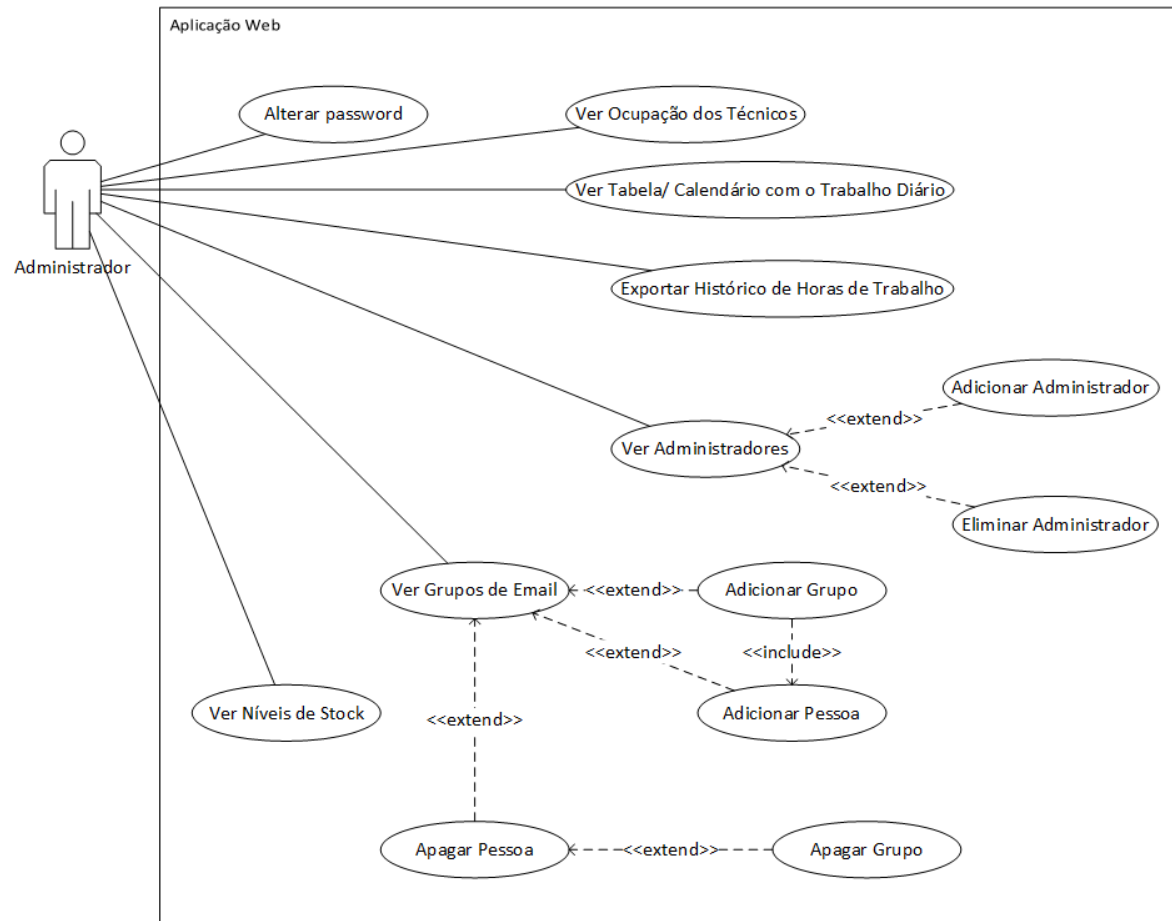 Aplicação Web
Alterar password
Ver Ocupação dos Técnicos
Ver Tabela/ Calendário com o Trabalho Diário
Administrador
Exportar Histórico de Horas de Trabalho
Adicionar Administrador
<<extend>>
Ver Administradores
<<extend>>
Eliminar Administrador
Ver Grupos de Email
<<extend>>
Adicionar Grupo
<<extend>>
<<include>>
Ver Níveis de Stock
<<extend>>
Adicionar Pessoa
Apagar Pessoa
<<extend>>
Apagar Grupo